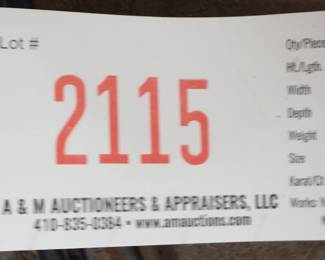 Lot #
2115
A & M AUCTIONEERS & APPRAISERS, LLC
410-835-0384 • www.amauctions.com
Qty/Piece
Ht./Lgth.
Width
Depth
Weight
Size
Karat/Ct
Works: